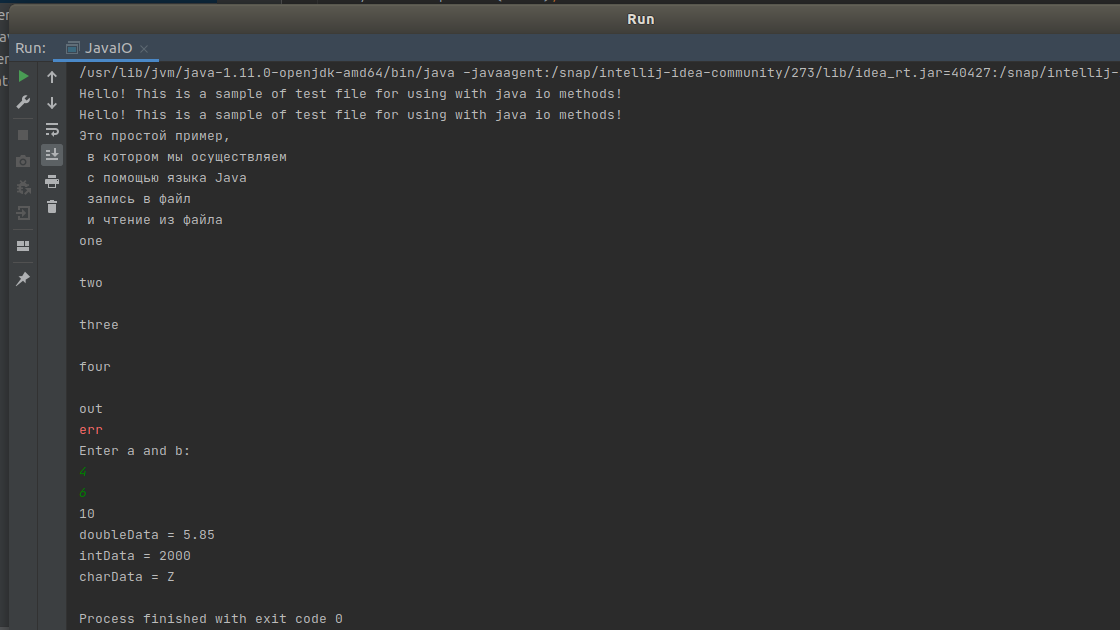 Run
Run: JavaIO
/usr/lib/jvm/java-1.11.0-openjdk-amd64/bin/java -javaagent:/snap/intellij-idea-community/273/lib/idea_rt.jar=40427:/snap/intellij-
Hello! This is a sample of test file for using with java io methods!
Hello! This is a sample of test file for using with java io methods!
Это простой пример,
в котором мы осуществляем
с помощью языка Java
запись в файл
и чтение из файла
one
two
three
four
out
err
Enter a and b:
4
6
10
doubleData = 5.85
intData = 2000
charData = Z
Process finished with exit code 0